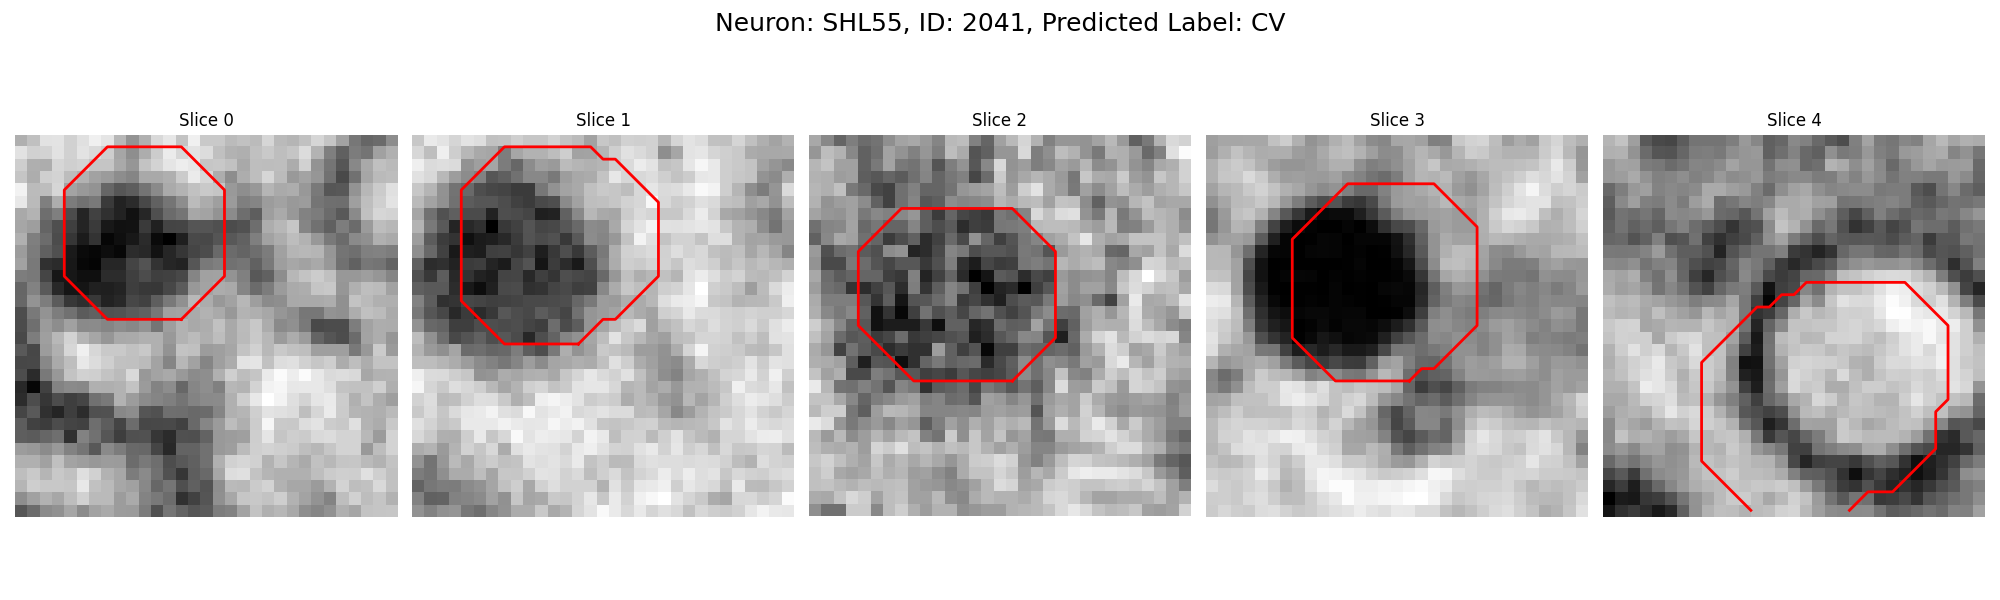 Neuron: SHL55, ID: 2041, Predicted Label: CV
Slice 0
Slice 1
Slice 2
Slice 3
Slice 4